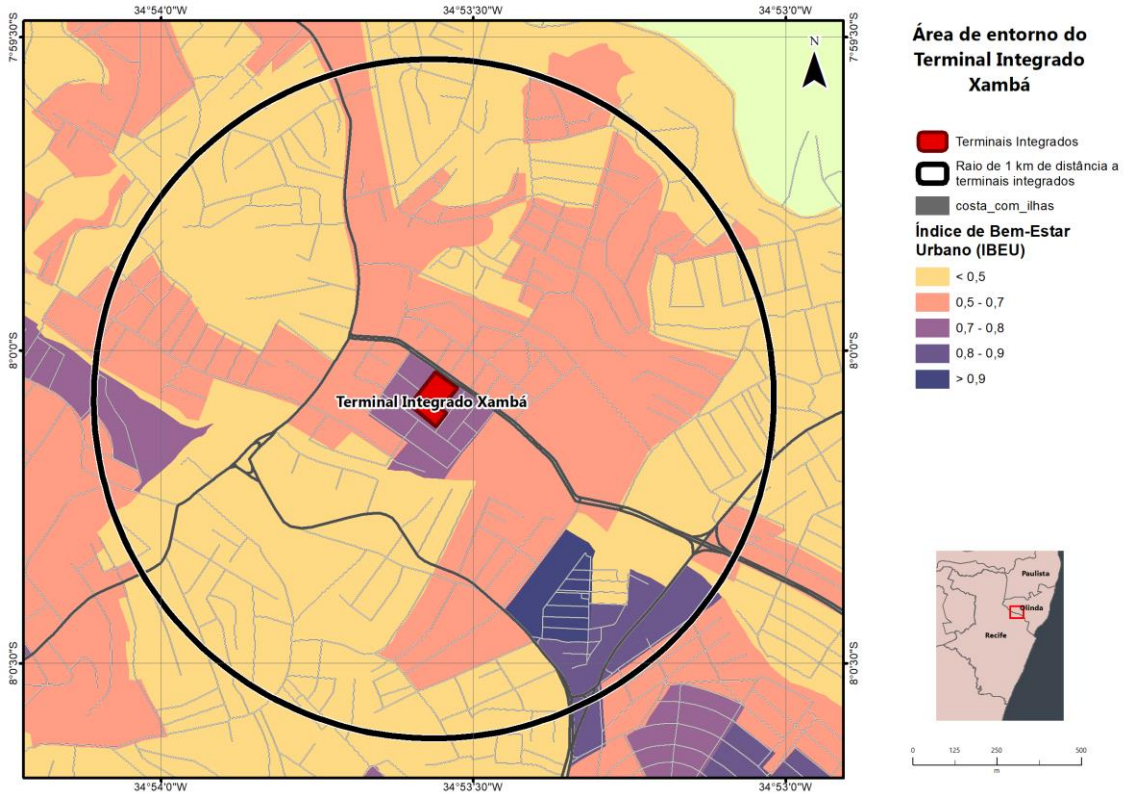 34°54'0"W
34°53'30"W
34°53'0"W
7°59'30"S
7°59'30"S
8°0'0"S
8°0'0"S
8°0'30"S
8°0'30"S
34°54'0"W
34°53'30"W
34°53'0"W
N
Terminal Integrado Xambá
Área de entorno do
Terminal Integrado
Xambá
Terminais Integrados
Raio de 1 km de distância a
terminais integrados
costa_com_ilhas
Índice de Bem-Estar
Urbano (IBEU)
< 0,5
0,5 - 0,7
0,7 - 0,8
0,8 - 0,9
> 0,9
Paulista
Olinda
Recife
0 125 250 500
m